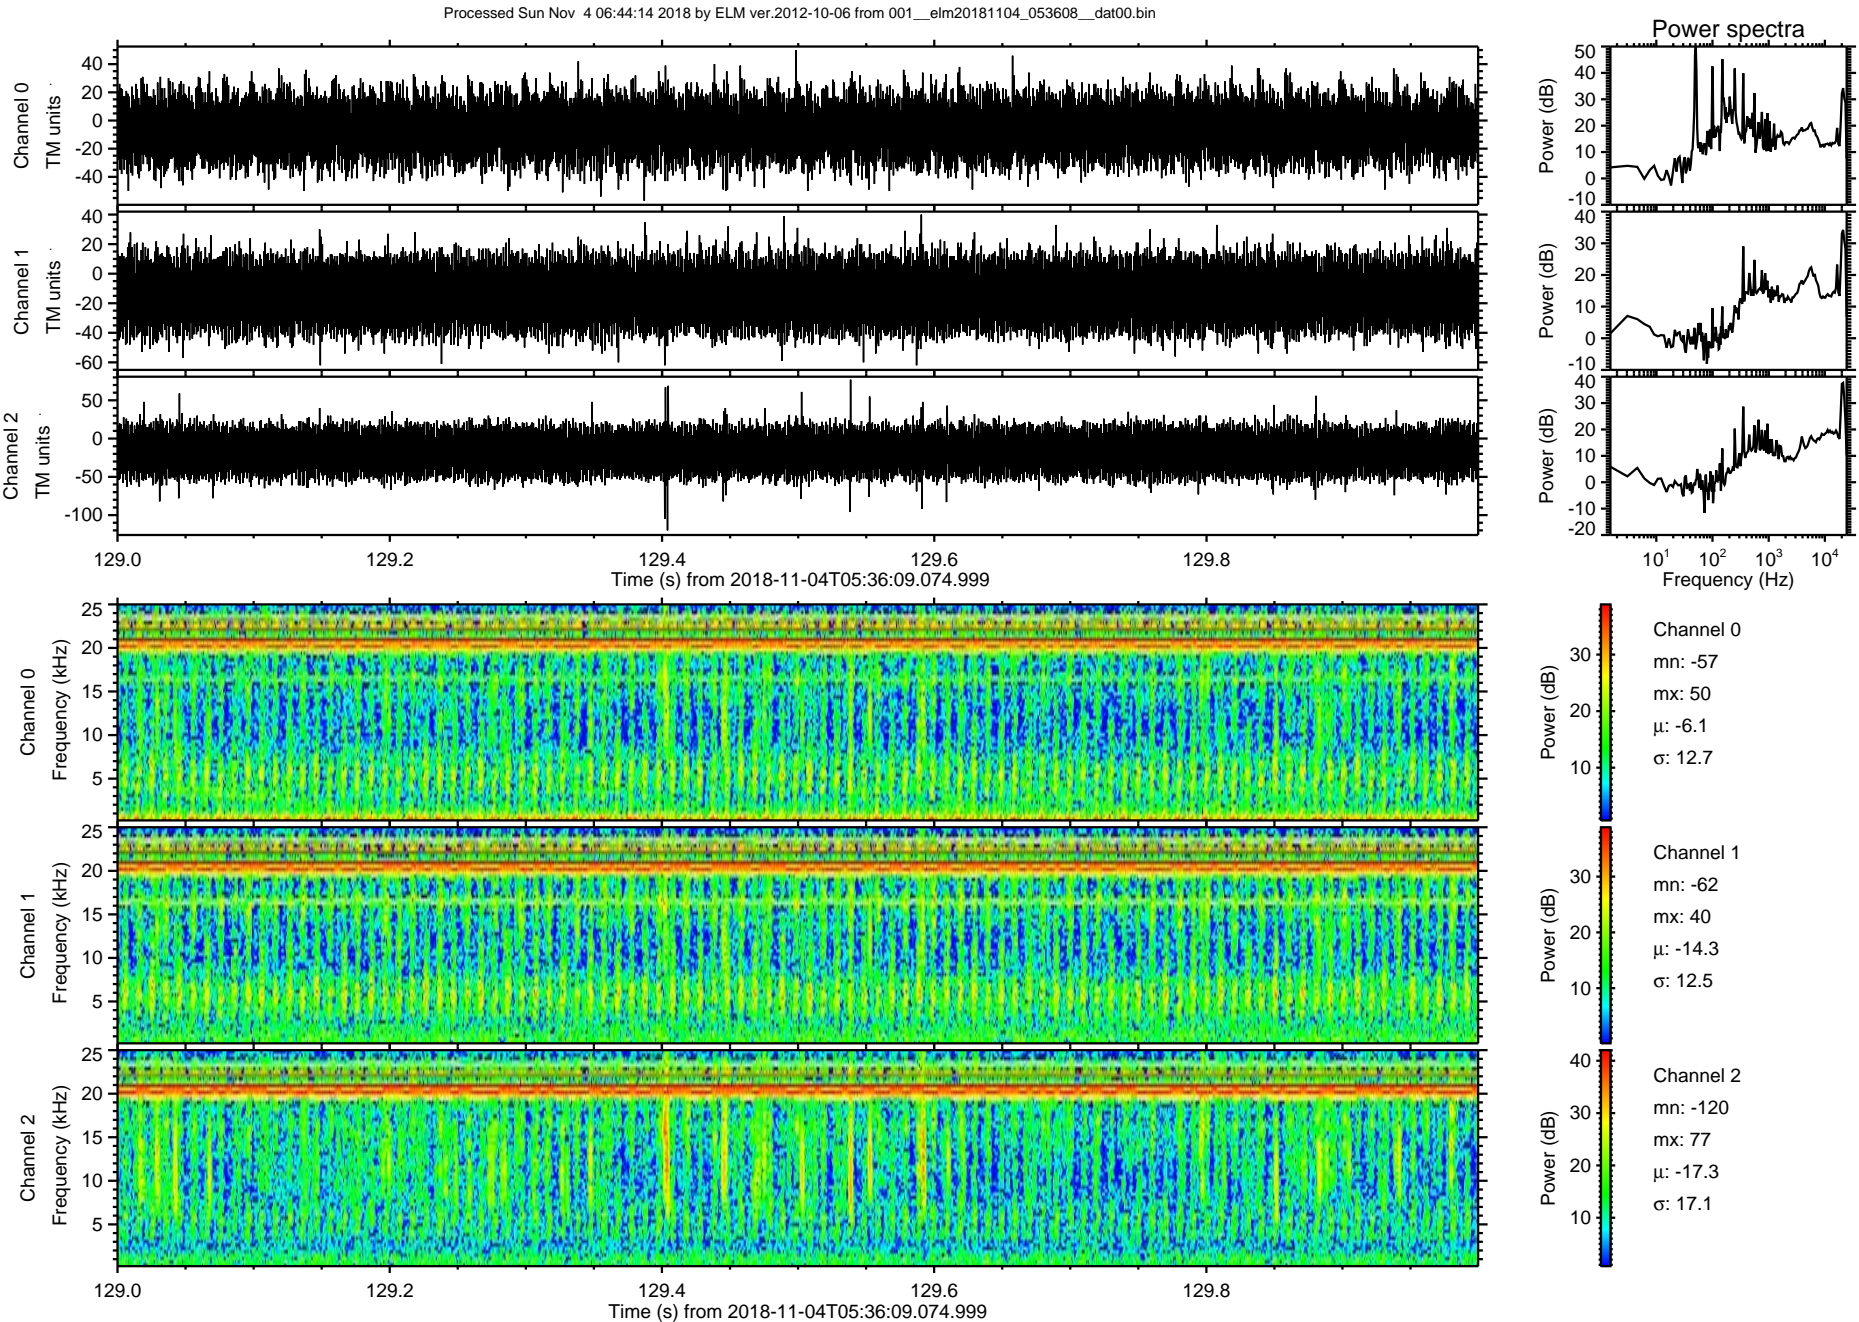 Processed Sun Nov  4 06:44:14 2018 by ELM ver.2012-10-06 from 001__elm20181104_053608__dat00.bin
Power spectra
Channel 0
TM units
40
20
0
-20
-40
Power (dB)
50
40
30
20
10
0
-10
Channel 1
TM units
40
20
0
-20
-40
-60
Power (dB)
40
30
20
10
0
-10
Channel 2
TM units
50
0
-50
-100
Power (dB)
40
30
20
10
0
-10
-20
129.0 129.2 129.4 129.6 129.8
Time (s) from 2018-11-04T05:36:09.074.999
10^1 10^2 10^3 10^4
Frequency (Hz)
Channel 0
Frequency (kHz)
25
20
15
10
5
Power (dB)
30
20
10
Channel 0
mn: -57
mx: 50
μ: -6.1
σ: 12.7
Channel 1
Frequency (kHz)
25
20
15
10
5
Power (dB)
30
20
10
Channel 1
mn: -62
mx: 40
μ: -14.3
σ: 12.5
Channel 2
Frequency (kHz)
25
20
15
10
5
Power (dB)
40
30
20
10
Channel 2
mn: -120
mx: 77
μ: -17.3
σ: 17.1
129.0 129.2 129.4 129.6 129.8
Time (s) from 2018-11-04T05:36:09.074.999